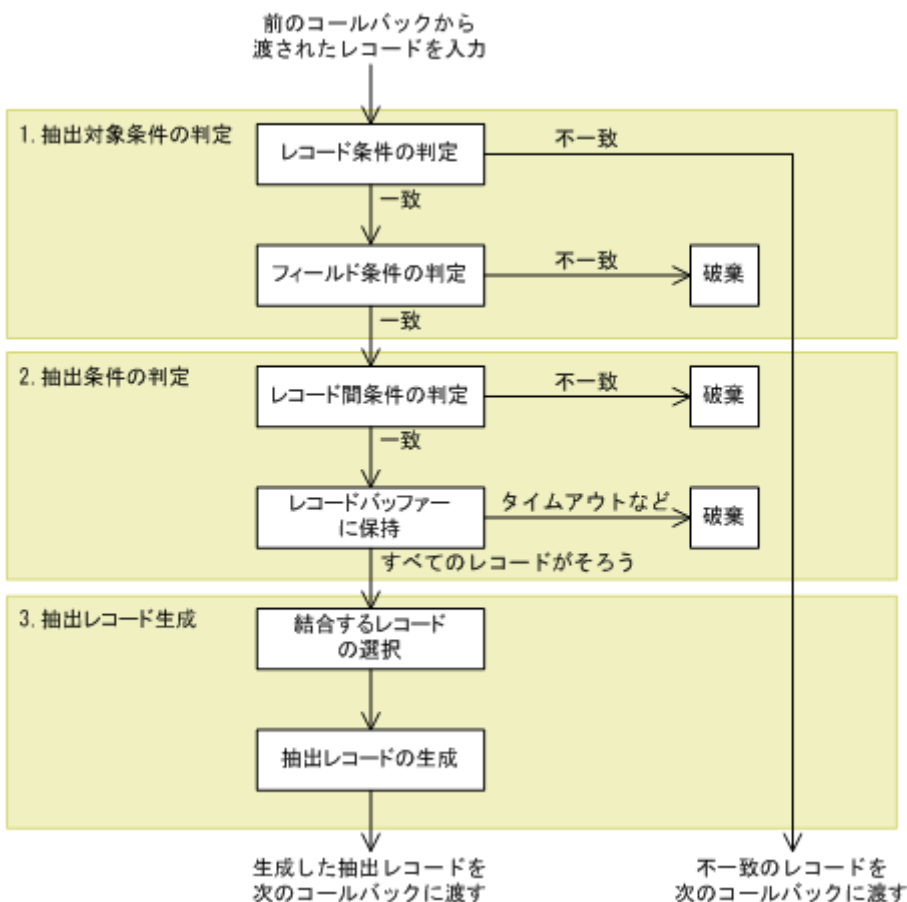 前のコールバックから
渡されたレコードを入力
1. 抽出対象条件の判定
レコード条件の判定
不一致
一致
フィールド条件の判定
不一致
破棄
一致
2. 抽出条件の判定
レコード間条件の判定
不一致
破棄
一致
レコードバッファー
に保持
タイムアウトなど
破棄
すべてのレコードがそろう
3. 抽出レコード生成
結合するレコード
の選択
抽出レコードの生成
生成した抽出レコードを
次のコールバックに渡す
不一致のレコードを
次のコールバックに渡す